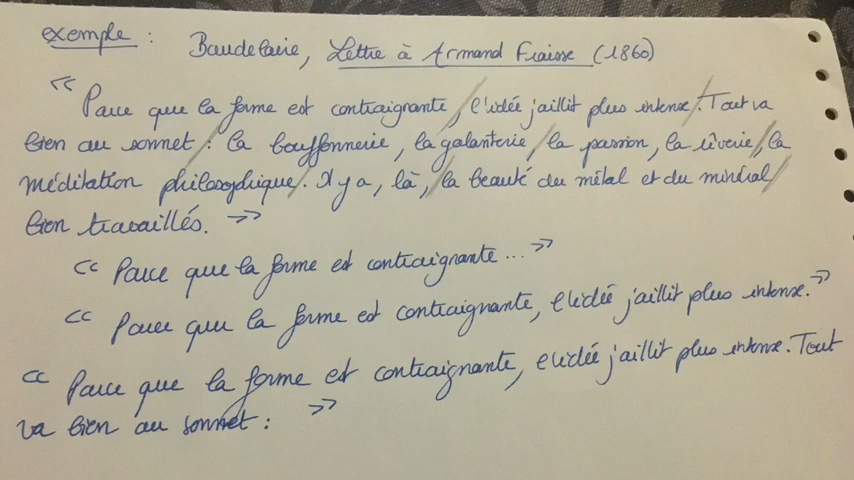 exemple : Baudelaire, Lettre à Armand Fraisse (1860)
« Parce que la forme est contraignante, l'idée jaillit plus intense. Tout va
bien au sonnet : la bouffonnerie, la galanterie, la passion, la rêverie, la
méditation philosophique. Il y a, là, la beauté du métal et du minéral
bien travaillés. »
« Parce que la forme est contraignante... »
« Parce que la forme est contraignante, l'idée jaillit plus intense. »
« Parce que la forme est contraignante, l'idée jaillit plus intense. Tout
va bien au sonnet : »